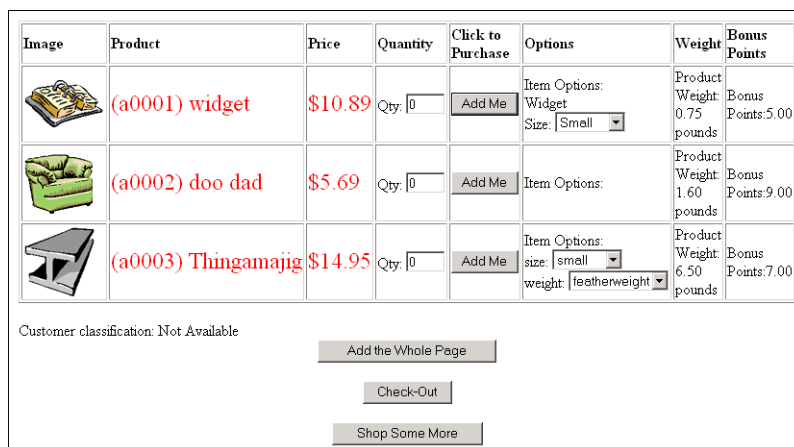 Image Product Price Quantity Click to Purchase Options Weight Bonus Points
(a0001) widget $10.89 Qty: 0 Add Me Item Options: Widget Size: Small Product Weight: 0.75 pounds Bonus Points:5.00
(a0002) doo dad $5.69 Qty: 0 Add Me Item Options: Product Weight: 1.60 pounds Bonus Points:9.00
(a0003) Thingamajig $14.95 Qty: 0 Add Me Item Options: size: small weight: featherweight Product Weight: 6.50 pounds Bonus Points:7.00
Customer classification: Not Available
Add the Whole Page
Check-Out
Shop Some More